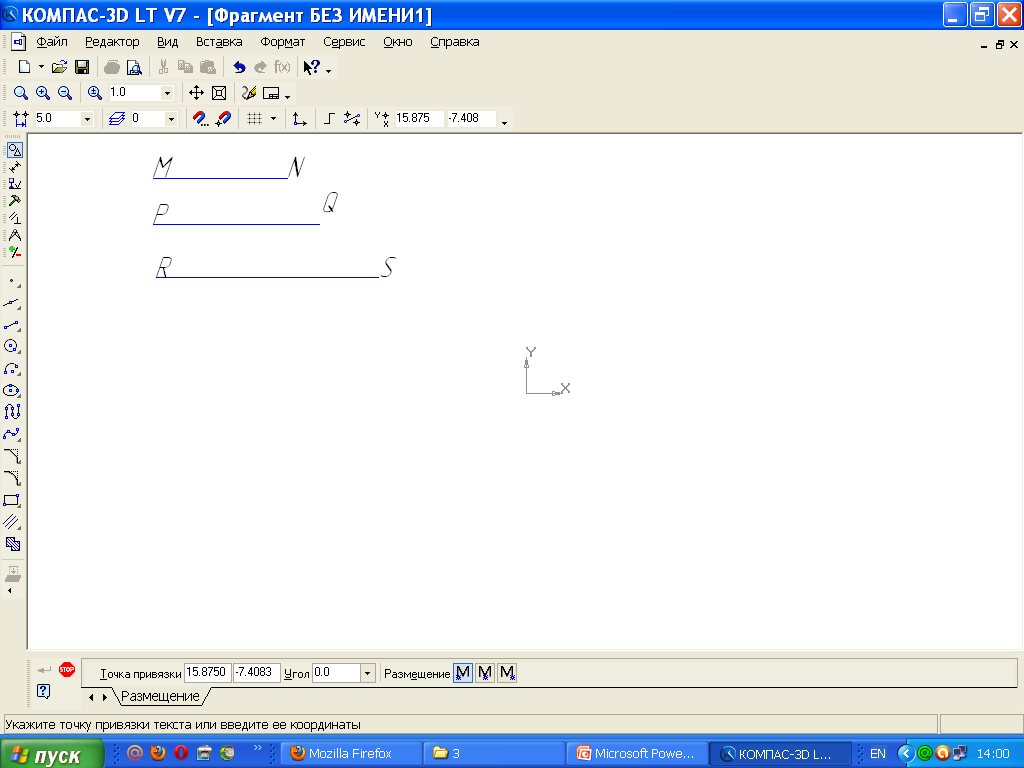 КОМПАС-3D LT V7 - [Фрагмент БЕЗ ИМЕНИ1]
Файл Редактор Вид Вставка Формат Сервис Окно Справка
f(x)
1.0
5.0 0 15.875 -7.408
M N
P Q
R S
Y
X
STOP Точка привязки 15.8750 -7.4083 Угол 0.0 Размещение
Размещение
Укажите точку привязки текста или введите ее координаты
пуск Mozilla Firefox 3 Microsoft Powe... КОМПАС-3D L... EN 14:00